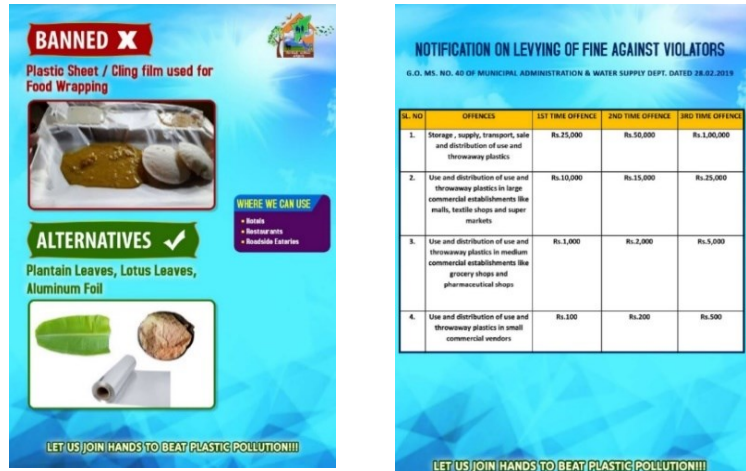 BANNED X
Plastic Sheet / Cling film used for
Food Wrapping
WHERE WE CAN USE
• Hotels
• Restaurants
• Roadside Eateries
ALTERNATIVES ✓
Plantain Leaves, Lotus Leaves,
Aluminum Foil
LET US JOIN HANDS TO BEAT PLASTIC POLLUTION!!!
NOTIFICATION ON LEVYING OF FINE AGAINST VIOLATORS
G.O. MS. NO. 40 OF MUNICIPAL ADMINISTRATION & WATER SUPPLY DEPT. DATED 28.02.2019
SL. NO OFFENCES 1ST TIME OFFENCE 2ND TIME OFFENCE 3RD TIME OFFENCE
1. Storage , supply, transport, sale Rs.25,000 Rs.50,000 Rs.1,00,000
and distribution of use and
throwaway plastics
2. Use and distribution of use and Rs.10,000 Rs.15,000 Rs.25,000
throwaway plastics in large
commercial establishments like
malls, textile shops and super
markets
3. Use and distribution of use and Rs.1,000 Rs.2,000 Rs.5,000
throwaway plastics in medium
commercial establishments like
grocery shops and
pharmaceutical shops
4. Use and distribution of use and Rs.100 Rs.200 Rs.500
throwaway plastics in small
commercial vendors
LET US JOIN HANDS TO BEAT PLASTIC POLLUTION!!!